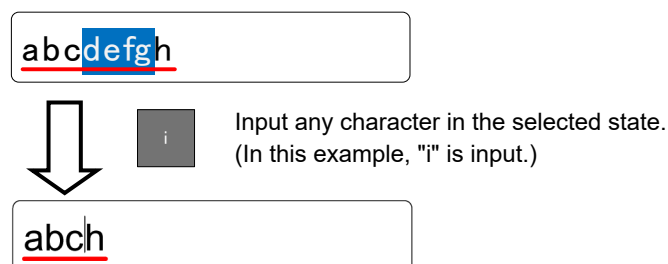 abcdefgh
i
Input any character in the selected state.
(In this example, "i" is input.)
abch